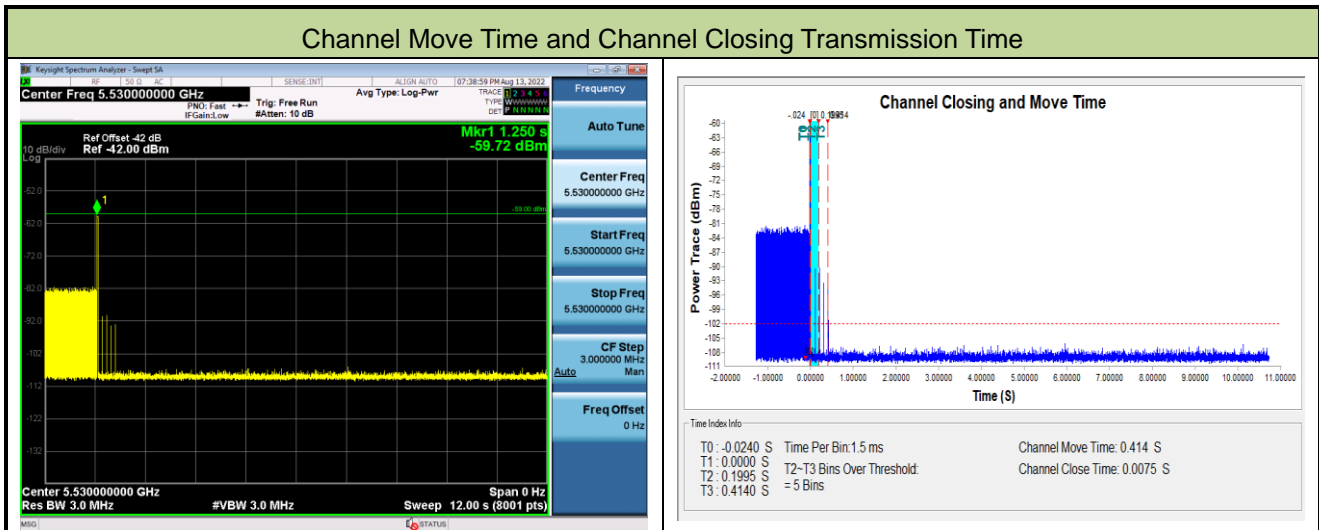 Channel Move Time and Channel Closing Transmission Time
Keysight Spectrum Analyzer - Swept SA
RF 50 Ω AC SENSE:INT ALIGN AUTO 07:38:59 PM Aug 13, 2022
Center Freq 5.530000000 GHz
PNO: Fast
IFGain:Low
Trig: Free Run
#Atten: 10 dB
Avg Type: Log-Pwr
TRACE 1 2 3 4 5 6
TYPE W
DET P N N N N N
Ref Offset -42 dB
10 dB/div Ref -42.00 dBm
Log
Mkr1 1.250 s
-59.72 dBm
1
-59.00 dBm
-52.0
-62.0
-72.0
-82.0
-92.0
-102
-112
-122
-132
Center 5.530000000 GHz Span 0 Hz
Res BW 3.0 MHz #VBW 3.0 MHz Sweep 12.00 s (8001 pts)
MSG STATUS
Frequency
Auto Tune
Center Freq
5.530000000 GHz
Start Freq
5.530000000 GHz
Stop Freq
5.530000000 GHz
CF Step
3.000000 MHz
Auto Man
Freq Offset
0 Hz
Channel Closing and Move Time
-.024
T0
T3
Power Trace (dBm)
-60
-63
-66
-69
-72
-75
-78
-81
-84
-87
-90
-93
-96
-99
-102
-105
-108
-111
-2.00000 -1.00000 0.00000 1.00000 2.00000 3.00000 4.00000 5.00000 6.00000 7.00000 8.00000 9.00000 10.00000 11.00000
Time (S)
Time Index Info
T0 : -0.0240 S Time Per Bin:1.5 ms Channel Move Time: 0.414 S
T1 : 0.0000 S
T2 : 0.1995 S T2~T3 Bins Over Threshold: Channel Close Time: 0.0075 S
T3 : 0.4140 S = 5 Bins